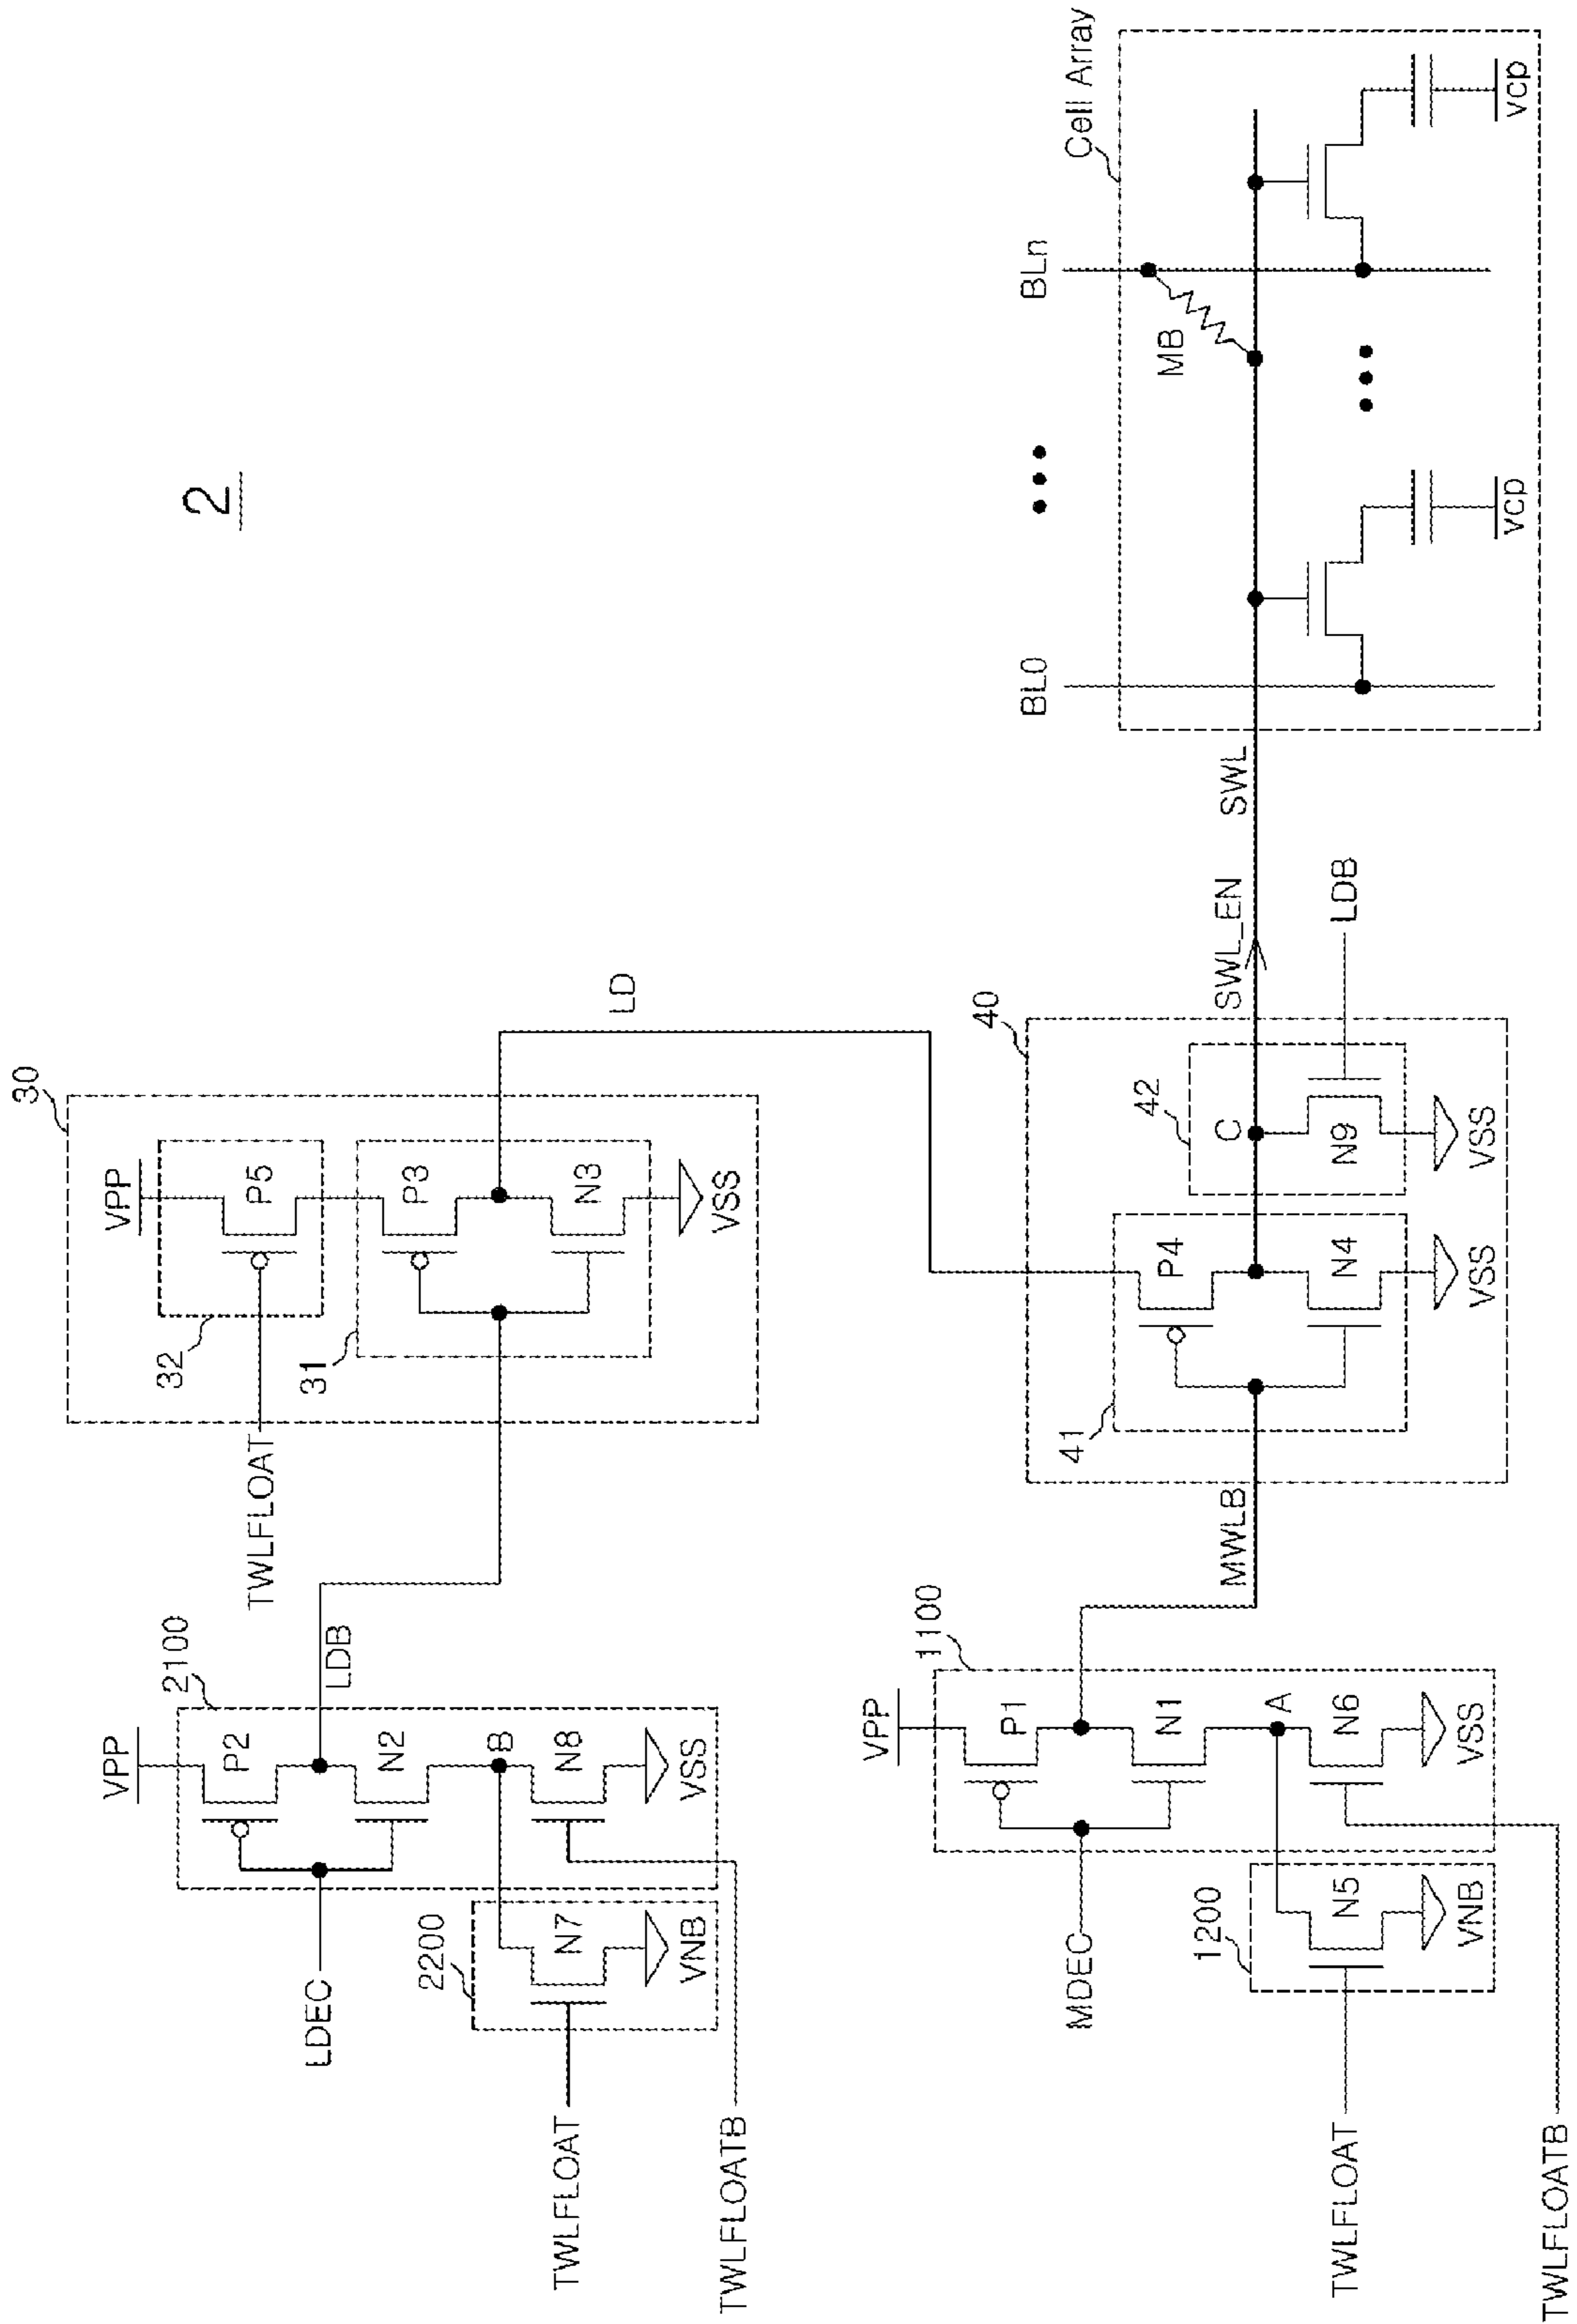 2
VPP
P2
2100
LDB
N2
B
N8
VSS
LDEC
2200
N7
VNB
TWLFLOAT
TWLFLOATB
30
VPP
P5
32
TWLFLOAT
P3
31
N3
VSS
LD
VPP
P1
1100
N1
A
N6
VSS
MDEC
1200
N5
VNB
TWLFLOAT
TWLFLOATB
MWLB
40
P4
41
N4
VSS
42
C
N9
VSS
LDB
SWL_EN
SWL
BL0
BLn
Cell Array
MB
vcp
vcp